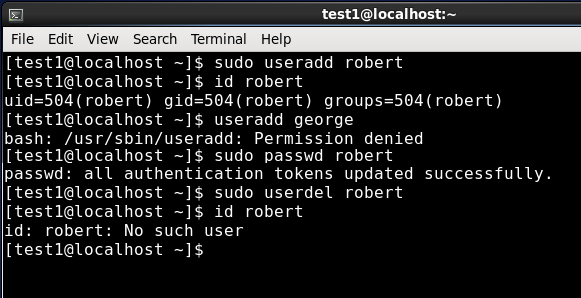 test1@localhost:~
File Edit View Search Terminal Help
[test1@localhost ~]$ sudo useradd robert
[test1@localhost ~]$ id robert
uid=504(robert) gid=504(robert) groups=504(robert)
[test1@localhost ~]$ useradd george
bash: /usr/sbin/useradd: Permission denied
[test1@localhost ~]$ sudo passwd robert
passwd: all authentication tokens updated successfully.
[test1@localhost ~]$ sudo userdel robert
[test1@localhost ~]$ id robert
id: robert: No such user
[test1@localhost ~]$